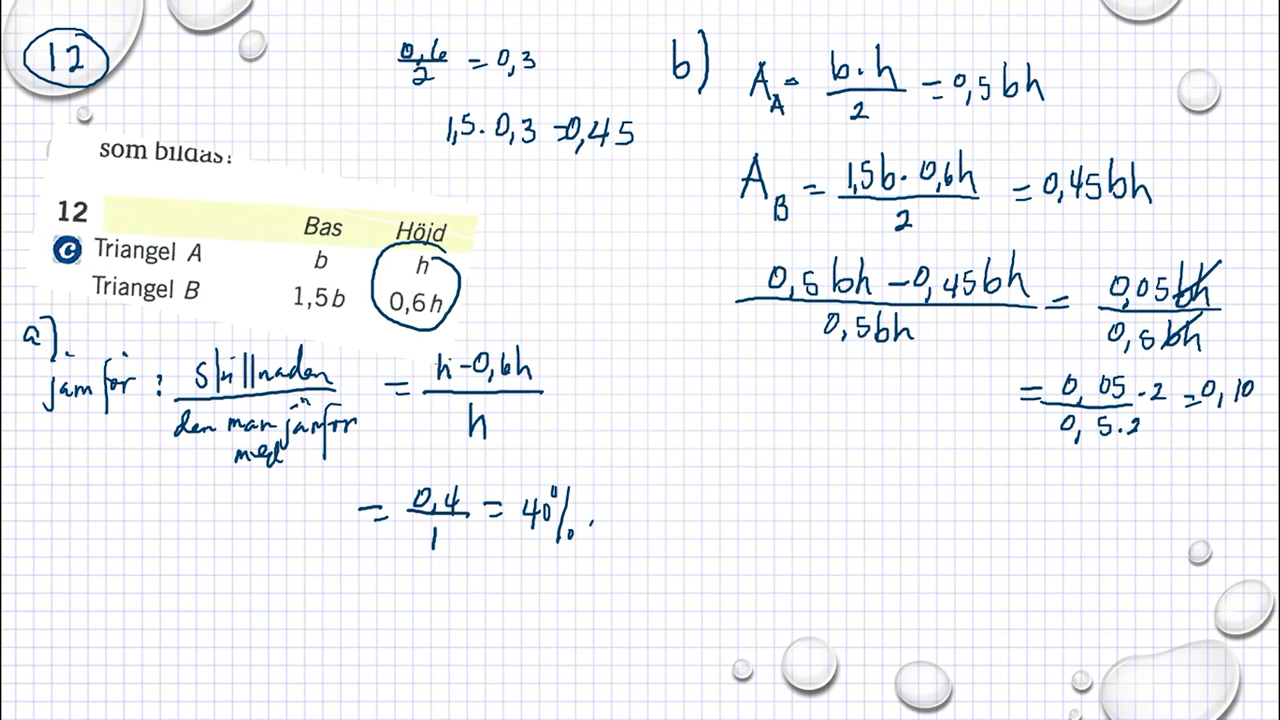 12
0,6/2 = 0,3
1,5 · 0,3 = 0,45
som bildas?
12
Bas Höjd
C Triangel A b h
Triangel B 1,5b 0,6h
a).
jämför : Skillnaden / den man jämför med = h - 0,6h / h
= 0,4 / 1 = 40% .
b)
A_A = b · h / 2 = 0,5bh
A_B = 1,5b · 0,6h / 2 = 0,45bh
0,5bh - 0,45bh / 0,5bh = 0,05bh / 0,5bh
= 0,05 · 2 / 0,5 · 2 = 0,10